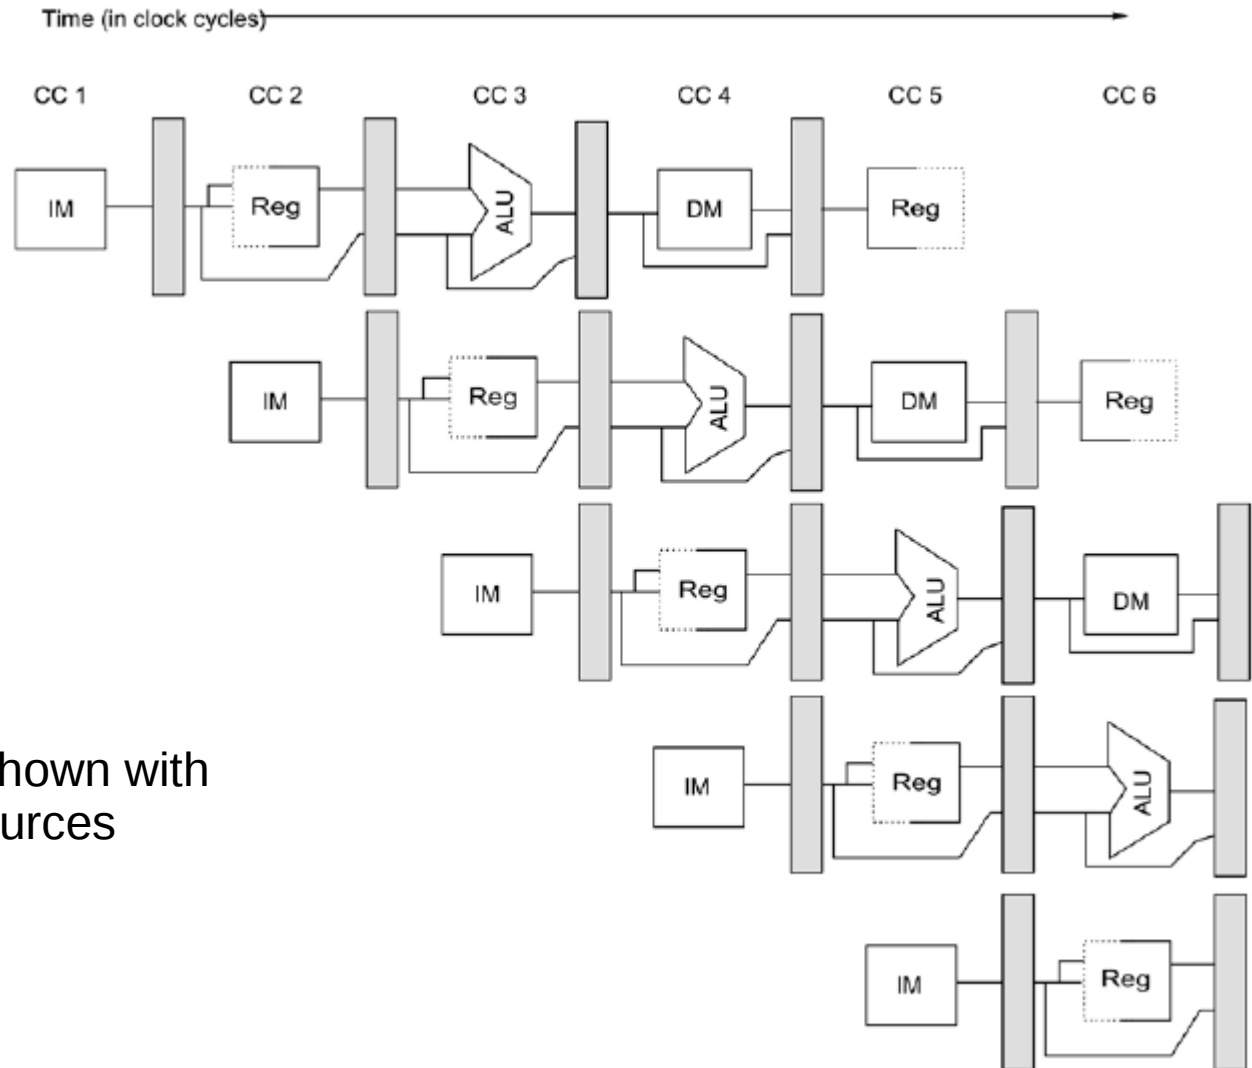 Time (in clock cycles)
CC 1 CC 2 CC 3 CC 4 CC 5 CC 6
IM Reg ALU DM Reg
IM Reg ALU DM Reg
IM Reg ALU DM
hown with
IM Reg ALU
urces
IM Reg